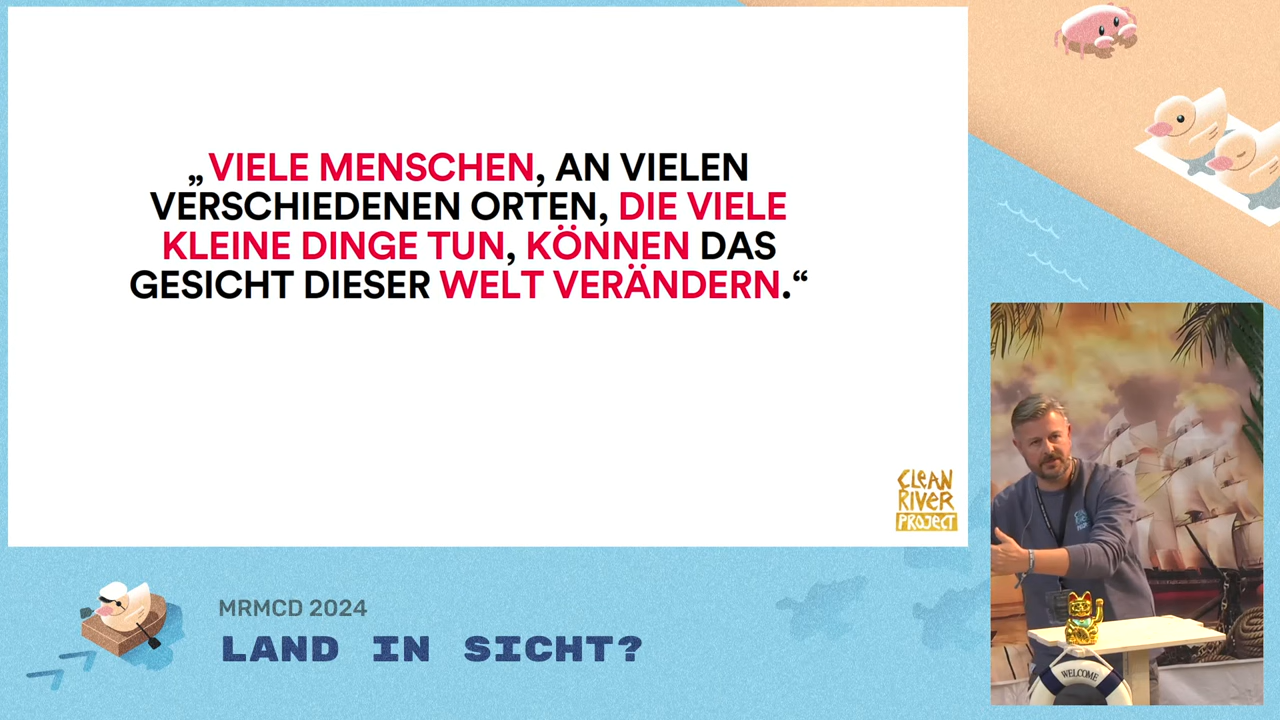 „VIELE MENSCHEN, AN VIELEN
VERSCHIEDENEN ORTEN, DIE VIELE
KLEINE DINGE TUN, KÖNNEN DAS
GESICHT DIESER WELT VERÄNDERN.“
CLEAN
RIVER
PROJECT
MRMCD 2024
LAND IN SICHT?
WELCOME